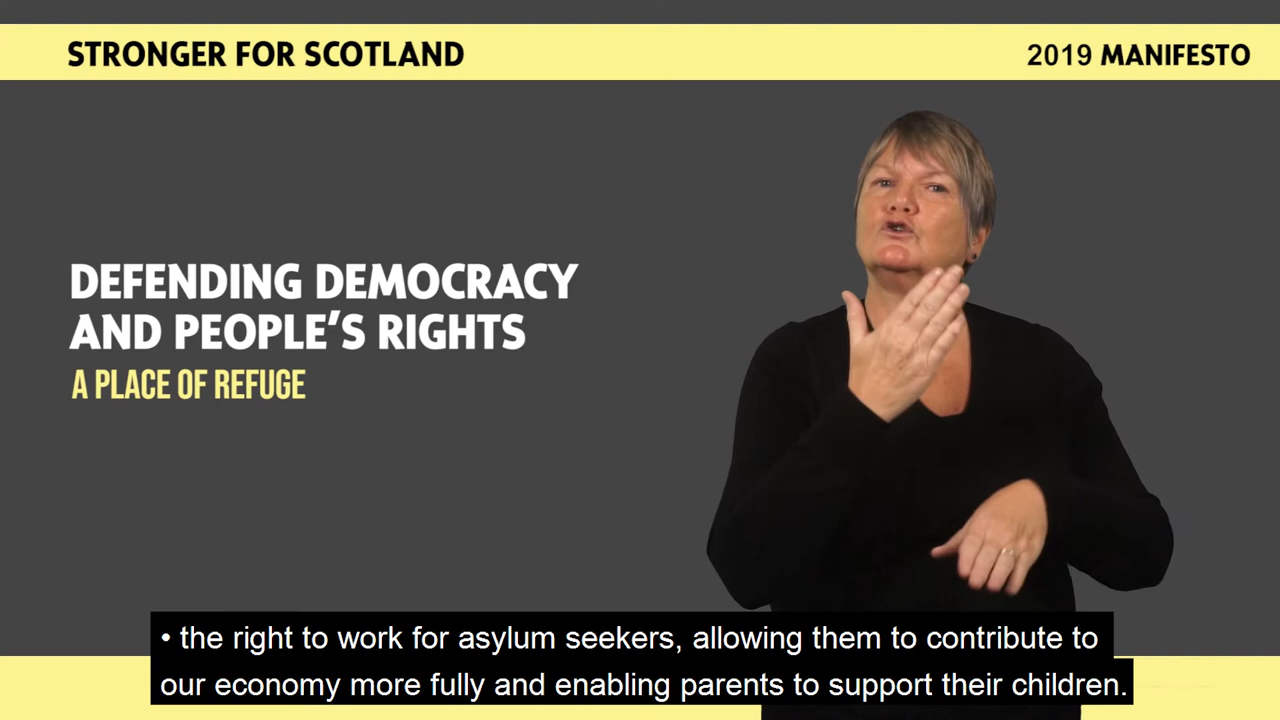 STRONGER FOR SCOTLAND
2019 MANIFESTO
DEFENDING DEMOCRACY
AND PEOPLE'S RIGHTS
A PLACE OF REFUGE
• the right to work for asylum seekers, allowing them to contribute to
our economy more fully and enabling parents to support their children.